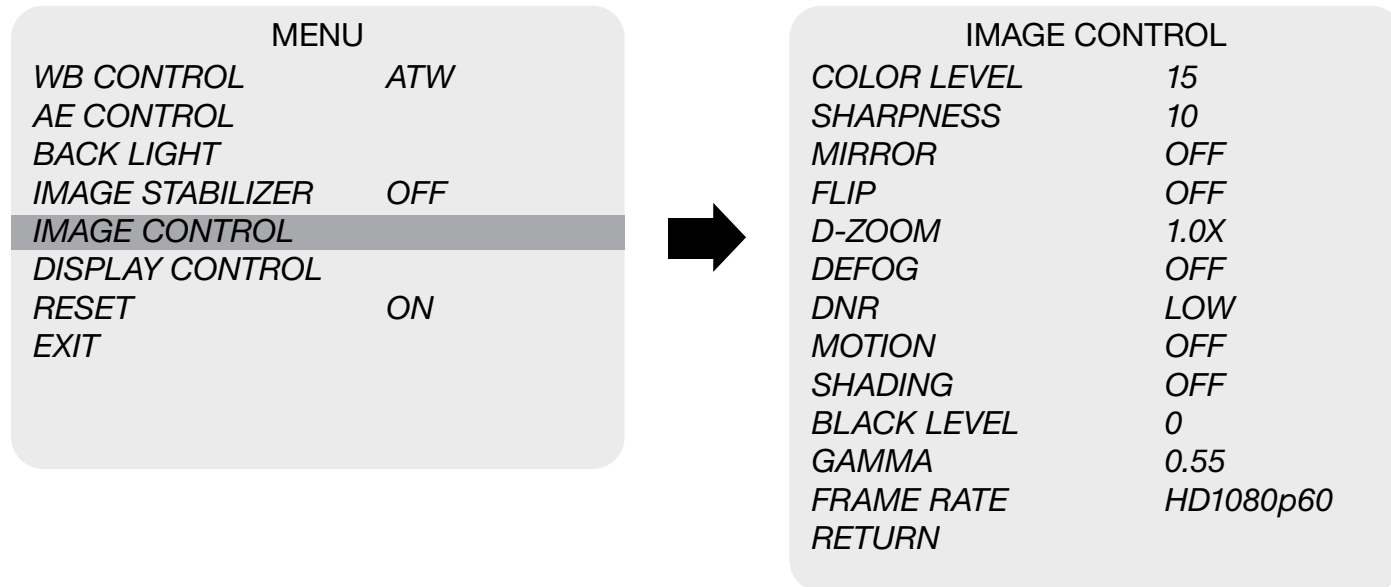 MENU
WB CONTROL ATW
AE CONTROL
BACK LIGHT
IMAGE STABILIZER OFF
IMAGE CONTROL
DISPLAY CONTROL
RESET ON
EXIT
IMAGE CONTROL
COLOR LEVEL 15
SHARPNESS 10
MIRROR OFF
FLIP OFF
D-ZOOM 1.0X
DEFOG OFF
DNR LOW
MOTION OFF
SHADING OFF
BLACK LEVEL 0
GAMMA 0.55
FRAME RATE HD1080p60
RETURN